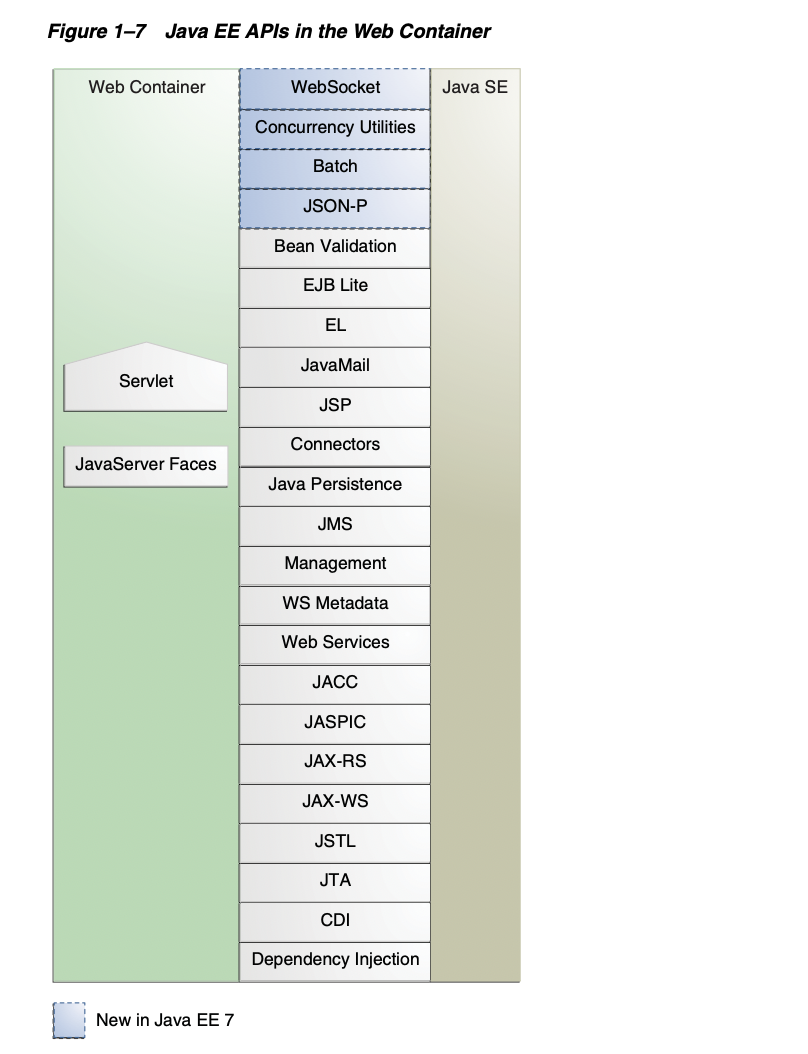 Figure 1–7 Java EE APIs in the Web Container
Web Container
WebSocket
Java SE
Concurrency Utilities
Batch
JSON-P
Bean Validation
EJB Lite
EL
JavaMail
Servlet
JSP
Connectors
JavaServer Faces
Java Persistence
JMS
Management
WS Metadata
Web Services
JACC
JASPIC
JAX-RS
JAX-WS
JSTL
JTA
CDI
Dependency Injection
New in Java EE 7